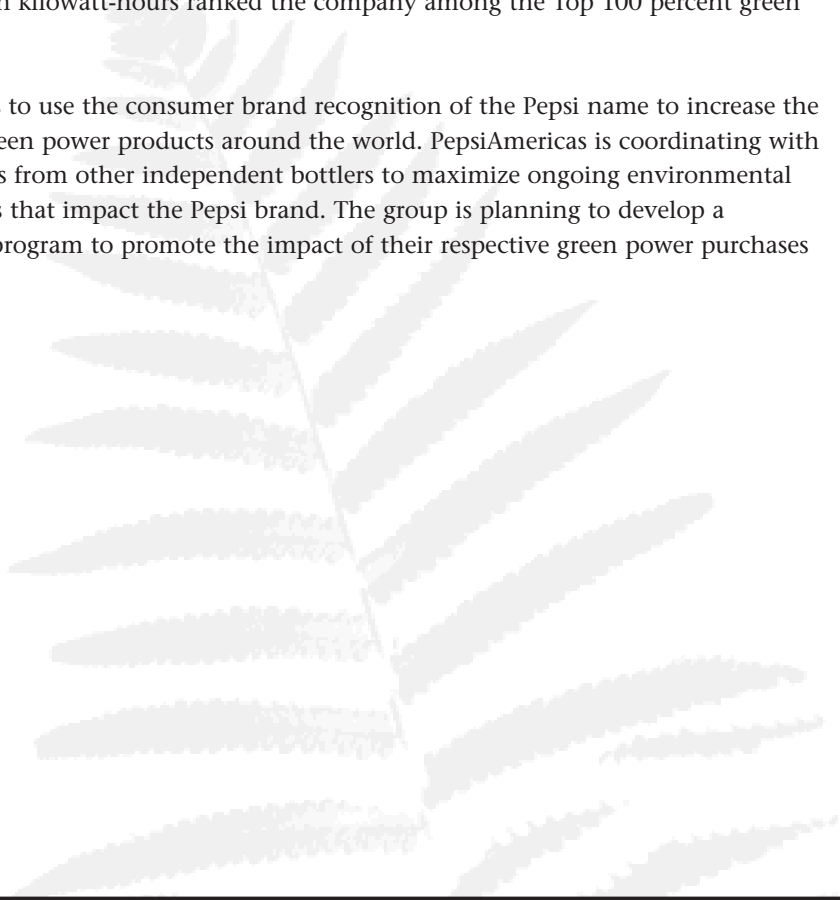 kilowatt-hours ranked the company among the Top 100 percent green
to use the consumer brand recognition of the Pepsi name to increase the
een power products around the world. PepsiAmericas is coordinating with
s from other independent bottlers to maximize ongoing environmental
s that impact the Pepsi brand. The group is planning to develop a
program to promote the impact of their respective green power purchases